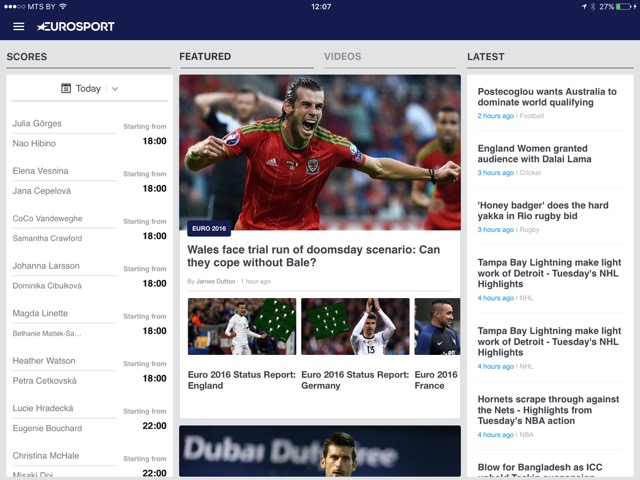 MTS BY
12:07
27%
EUROSPORT
SCORES
Today
Julia Görges
Nao Hibino
Starting from
18:00
Elena Vesnina
Jana Cepelová
Starting from
18:00
CoCo Vandeweghe
Samantha Crawford
Starting from
18:00
Johanna Larsson
Dominika Cibulková
Starting from
18:00
Magda Linette
Bethanie Mattek-Sa...
Starting from
18:00
Heather Watson
Petra Cetkovská
Starting from
18:00
Lucie Hradecká
Eugenie Bouchard
Starting from
22:00
Christina McHale
Misaki Doi
Starting from
22:00
FEATURED
VIDEOS
EURO 2016
Wales face trial run of doomsday scenario: Can
they cope without Bale?
By James Dutton - 1 hour ago
13
Euro 2016 Status Report:
England
Euro 2016 Status Report:
Germany
Euro 2016
France
Dubai Duty
LATEST
Postecoglou wants Australia to
dominate world qualifying
2 hours ago | Football
England Women granted
audience with Dalai Lama
3 hours ago | Cricket
'Honey badger' does the hard
yakka in Rio rugby bid
3 hours ago | Rugby
Tampa Bay Lightning make light
work of Detroit - Tuesday's NHL
Highlights
4 hours ago | NHL
Tampa Bay Lightning make light
work of Detroit - Tuesday's NHL
Highlights
4 hours ago | NHL
Hornets scrape through against
the Nets - Highlights from
Tuesday's NBA action
4 hours ago | NBA
Blow for Bangladesh as ICC
uphold Taskin suspension